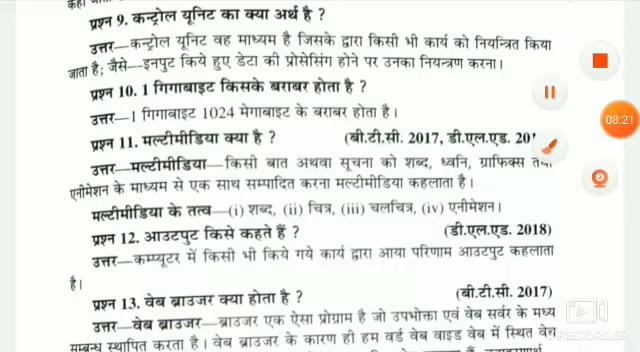 प्रश्न 9. कन्ट्रोल यूनिट का क्या अर्थ है ?
उत्तर—कन्ट्रोल यूनिट वह माध्यम है जिसके द्वारा किसी भी कार्य को नियन्त्रित किया
जाता है; जैसे—इनपुट किये हुए डेटा की प्रोसेसिंग होने पर उनका नियन्त्रण करना।
प्रश्न 10. 1 गिगाबाइट किसके बराबर होता है ?
उत्तर—1 गिगाबाइट 1024 मेगाबाइट के बराबर होता है।
08:21
प्रश्न 11. मल्टीमीडिया क्या है ? (बी.टी.सी. 2017, डी.एल.एड. 20
उत्तर—मल्टीमीडिया—किसी बात अथवा सूचना को शब्द, ध्वनि, ग्राफिक्स
एनीमेशन के माध्यम से एक साथ सम्पादित करना मल्टीमीडिया कहलाता है।
मल्टीमीडिया के तत्व—(i) शब्द, (ii) चित्र, (iii) चलचित्र, (iv) एनीमेशन।
प्रश्न 12. आउटपुट किसे कहते हैं ? (डी.एल.एड. 2018)
उत्तर—कम्प्यूटर में किसी भी किये गये कार्य द्वारा आया परिणाम आउटपुट कहलाता
है।
प्रश्न 13. वेब ब्राउजर क्या होता है ? (बी.टी.सी. 2017)
उत्तर—वेब ब्राउजर—ब्राउजर एक ऐसा प्रोग्राम है जो उपभोक्ता एवं वेब सर्वर के मध्य
सम्बन्ध स्थापित करता है। वेब ब्राउजर के कारण ही हम वर्ल्ड वेब वाइड वेब में स्थित वेब
RECORDER